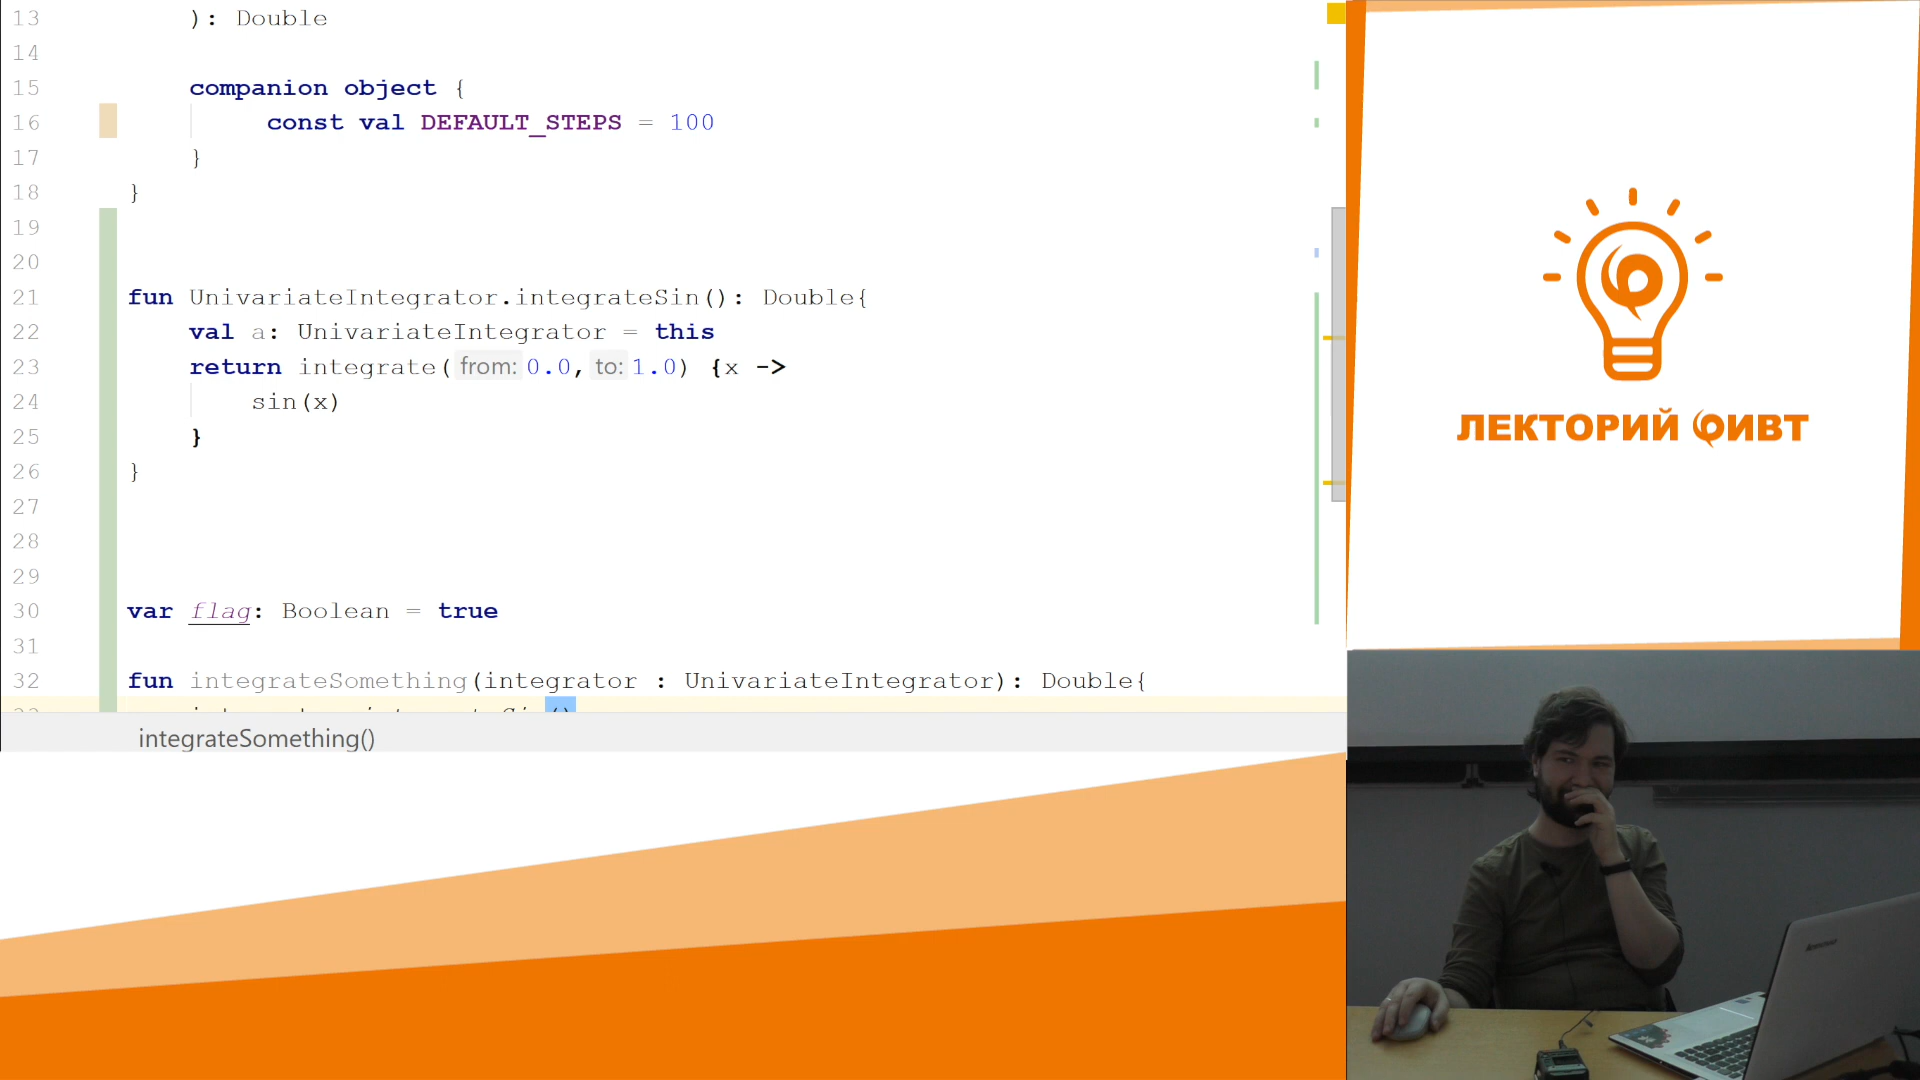 13 ): Double
14
15 companion object {
16 const val DEFAULT_STEPS = 100
17 }
18 }
19
20
21 fun UnivariateIntegrator.integrateSin(): Double{
22 val a: UnivariateIntegrator = this
23 return integrate( from: 0.0, to: 1.0) {x ->
24 sin(x)
25 }
26 }
27
28
29
30 var flag: Boolean = true
31
32 fun integrateSomething(integrator : UnivariateIntegrator): Double{
integrateSomething()
ЛЕКТОРИЙ ФИВТ
lenovo